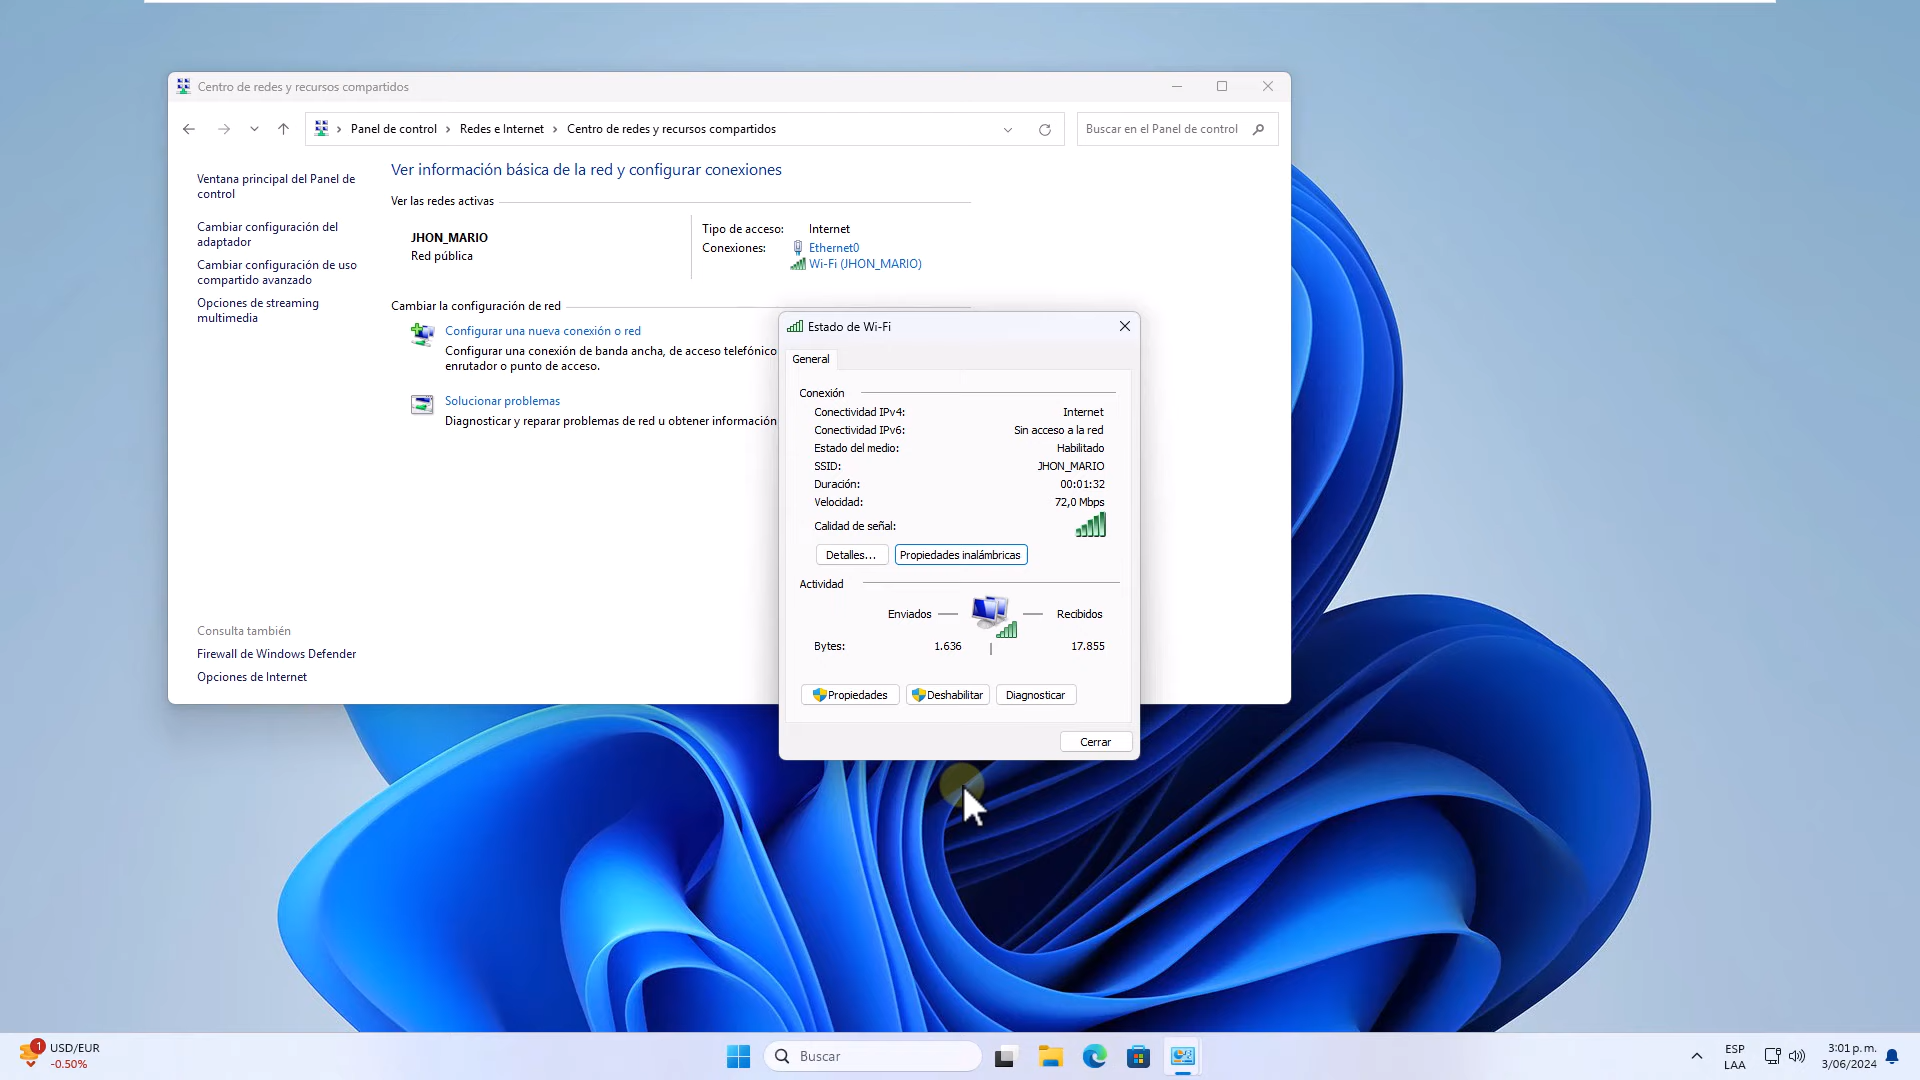 Centro de redes y recursos compartidos
Panel de control > Redes e Internet > Centro de redes y recursos compartidos
Buscar en el Panel de control
Ventana principal del Panel de
control
Cambiar configuración del
adaptador
Cambiar configuración de uso
compartido avanzado
Opciones de streaming
multimedia
Consulta también
Firewall de Windows Defender
Opciones de Internet
Ver información básica de la red y configurar conexiones
Ver las redes activas
JHON_MARIO
Red pública
Tipo de acceso: Internet
Conexiones: Ethernet0
Wi-Fi (JHON_MARIO)
Cambiar la configuración de red
Configurar una nueva conexión o red
Configurar una conexión de banda ancha, de acceso telefónico
enrutador o punto de acceso.
Solucionar problemas
Diagnosticar y reparar problemas de red u obtener información
Estado de Wi-Fi
General
Conexión
Conectividad IPv4: Internet
Conectividad IPv6: Sin acceso a la red
Estado del medio: Habilitado
SSID: JHON_MARIO
Duración: 00:01:32
Velocidad: 72,0 Mbps
Calidad de señal:
Detalles... Propiedades inalámbricas
Actividad
Enviados — Recibidos
Bytes: 1.636 | 17.855
Propiedades Deshabilitar Diagnosticar
Cerrar
1 USD/EUR
-0.50%
Buscar
ESP
LAA
3:01 p. m.
3/06/2024